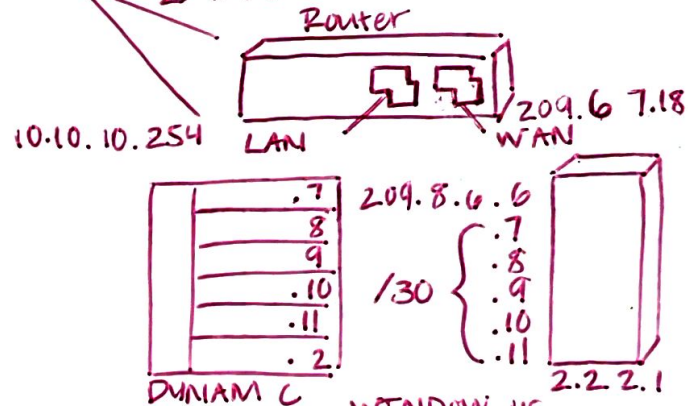 Router
209.6 7.18
10.10.10.254 LAN WAN
.7 209.8.6.6
8 .7
9 .8
.10 /30 .9
.11 .10
.2 .11
DYNAM C 2.2 2.1